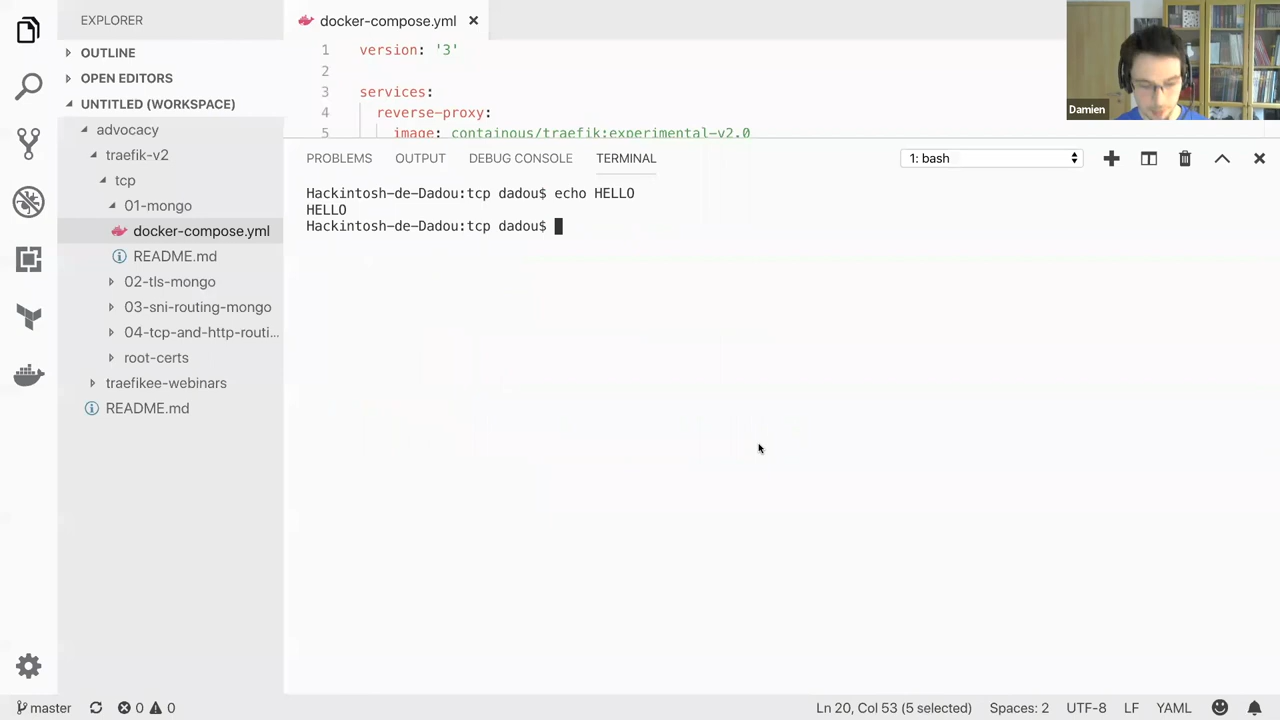 EXPLORER
OUTLINE
OPEN EDITORS
UNTITLED (WORKSPACE)
advocacy
traefik-v2
tcp
01-mongo
docker-compose.yml
README.md
02-tls-mongo
03-sni-routing-mongo
04-tcp-and-http-routi...
root-certs
traefikee-webinars
README.md
docker-compose.yml
1 version: '3'
2
3 services:
4 reverse-proxy:
5 image: containous/traefik:experimental-v2.0
Damien
PROBLEMS OUTPUT DEBUG CONSOLE TERMINAL 1: bash
Hackintosh-de-Dadou:tcp dadou$ echo HELLO
HELLO
Hackintosh-de-Dadou:tcp dadou$
master 0 0 Ln 20, Col 53 (5 selected) Spaces: 2 UTF-8 LF YAML